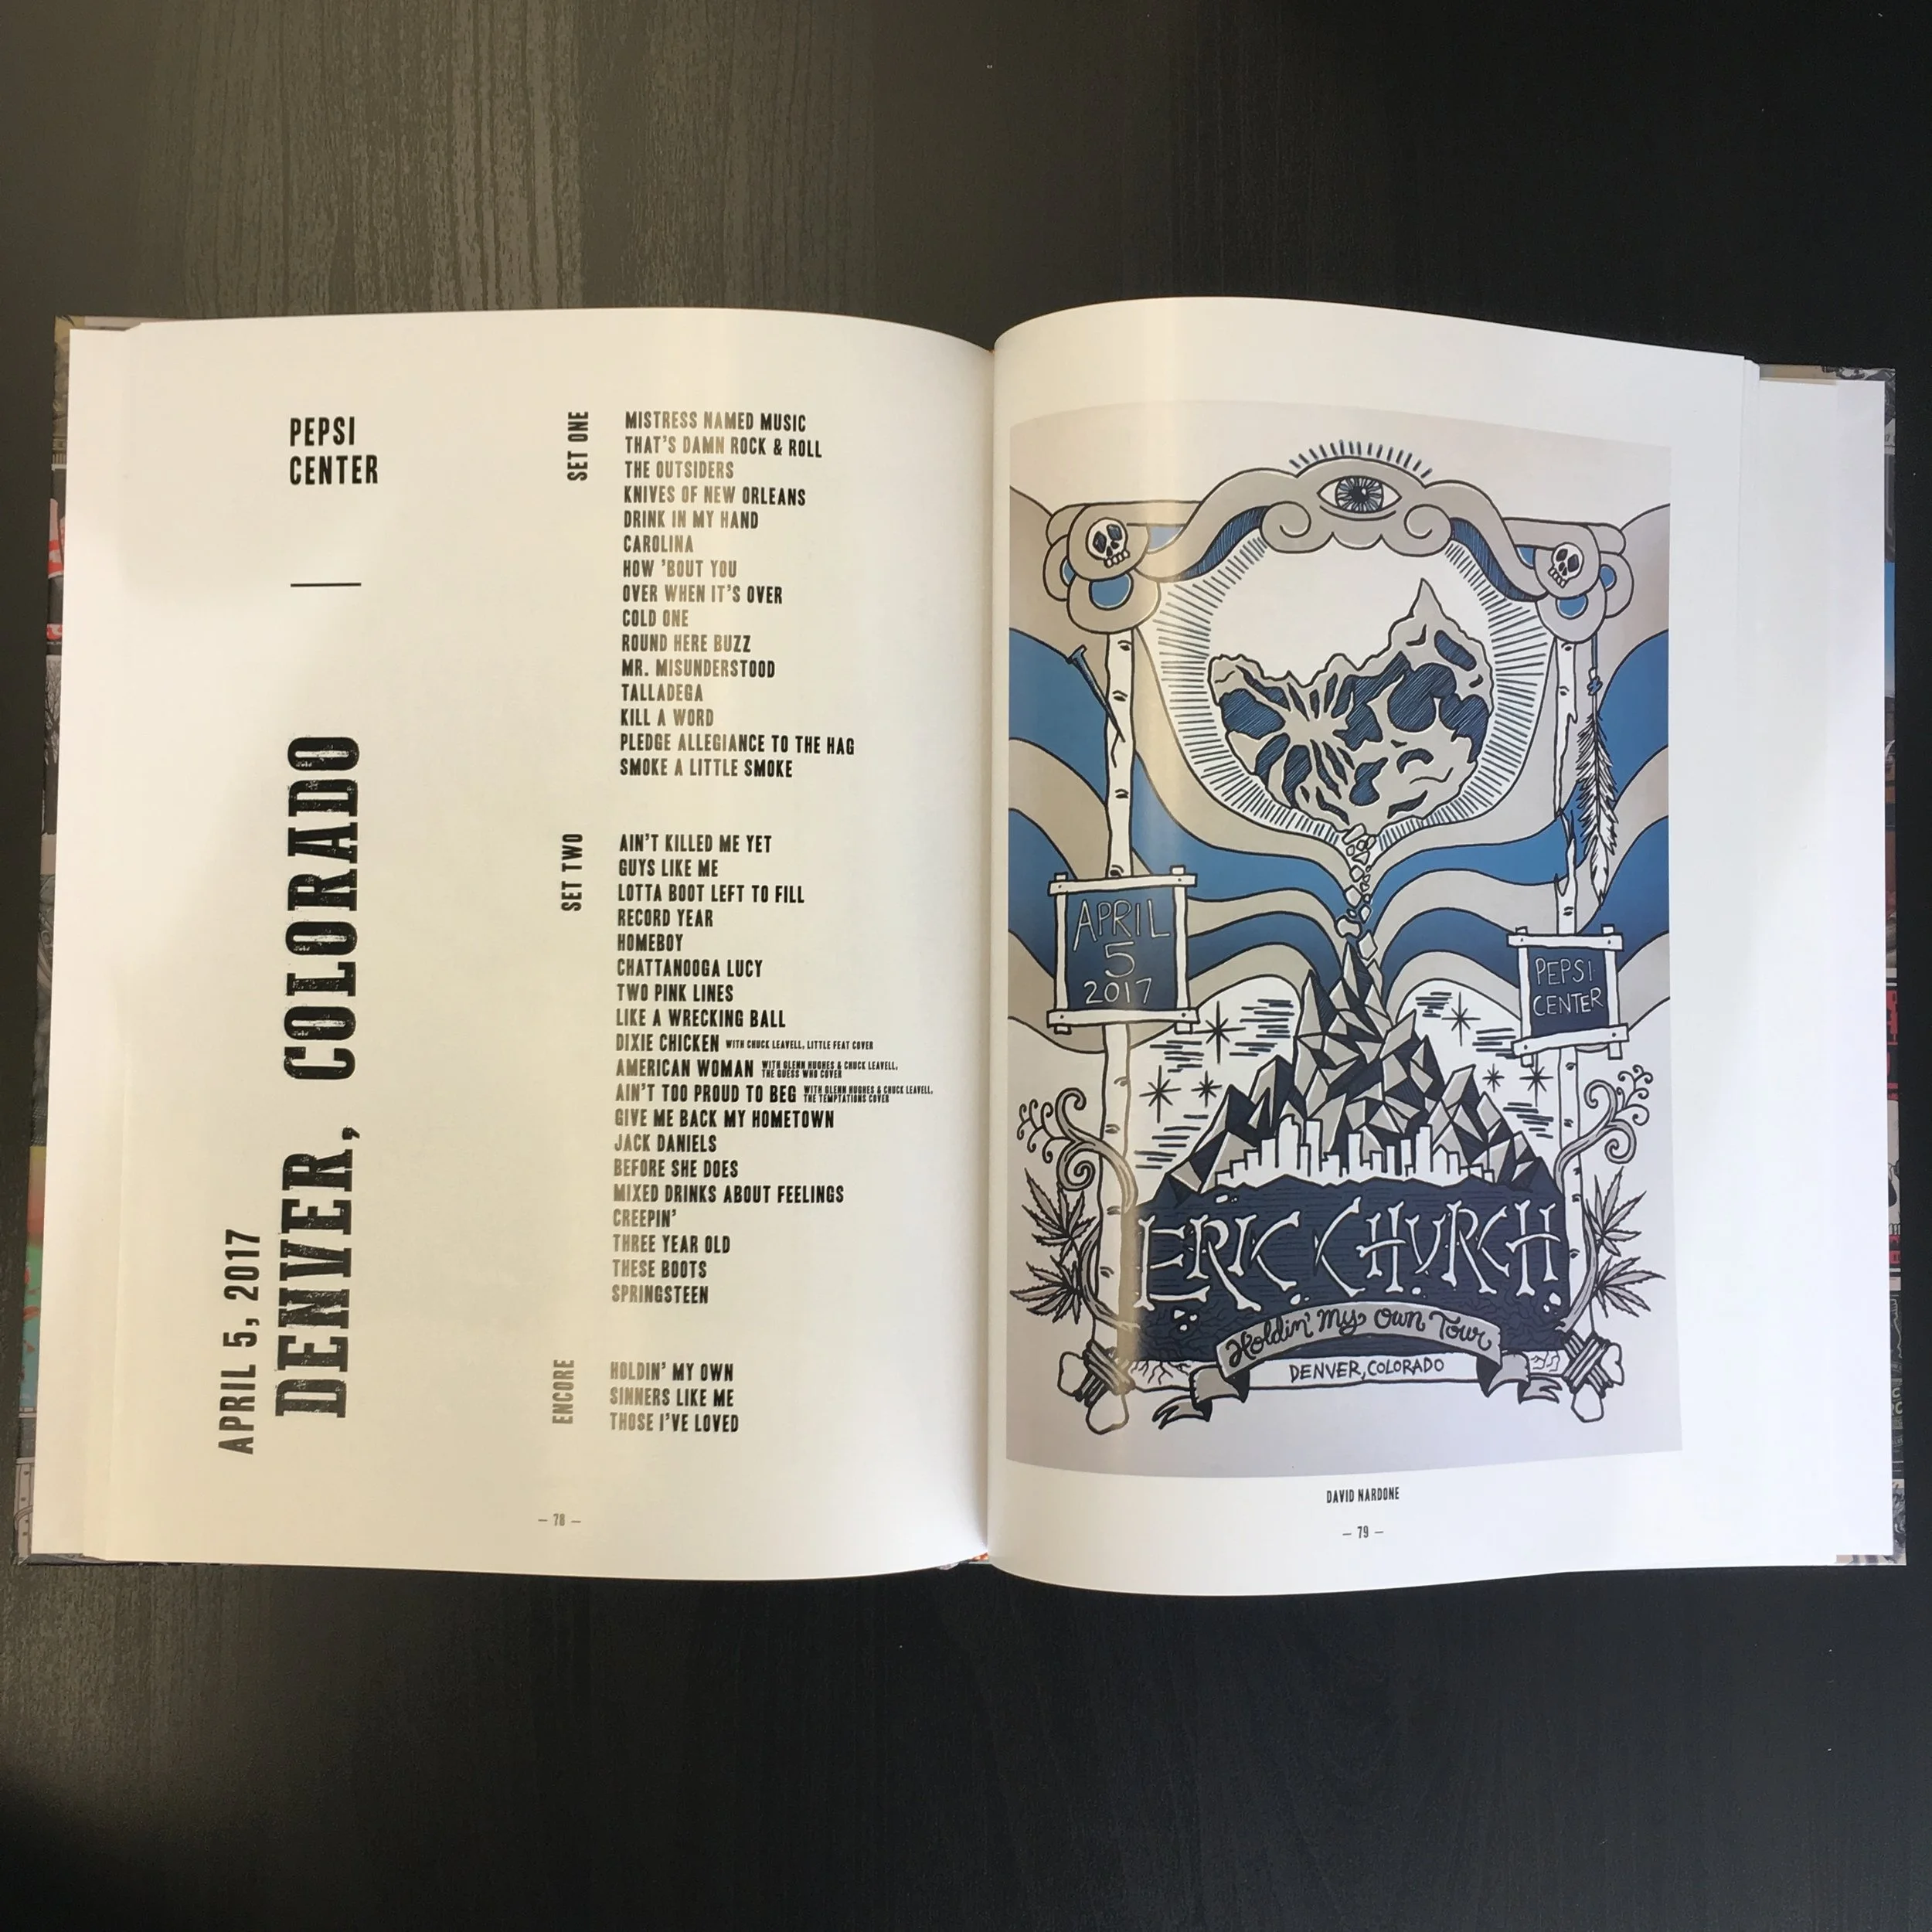 PEPSI
CENTER
APRIL 5, 2017
DENVER, COLORADO
SET ONE
MISTRESS NAMED MUSIC
THAT'S DAMN ROCK & ROLL
THE OUTSIDERS
KNIVES OF NEW ORLEANS
DRINK IN MY HAND
CAROLINA
HOW 'BOUT YOU
OVER WHEN IT'S OVER
COLD ONE
ROUND HERE BUZZ
MR. MISUNDERSTOOD
TALLADEGA
KILL A WORD
PLEDGE ALLEGIANCE TO THE HAG
SMOKE A LITTLE SMOKE
SET TWO
AIN'T KILLED ME YET
GUYS LIKE ME
LOTTA BOOT LEFT TO FILL
RECORD YEAR
HOMEBOY
CHATTANOOGA LUCY
TWO PINK LINES
LIKE A WRECKING BALL
DIXIE CHICKEN WITH CHUCK LEAVELL, LITTLE FEAT COVER
AMERICAN WOMAN WITH GLENN HUGHES & CHUCK LEAVELL,
THE GUESS WHO COVER
AIN'T TOO PROUD TO BEG WITH GLENN HUGHES & CHUCK LEAVELL,
THE TEMPTATIONS COVER
GIVE ME BACK MY HOMETOWN
JACK DANIELS
BEFORE SHE DOES
MIXED DRINKS ABOUT FEELINGS
CREEPIN'
THREE YEAR OLD
THESE BOOTS
SPRINGSTEEN
ENCORE
HOLDIN' MY OWN
SINNERS LIKE ME
THOSE I'VE LOVED
— 78 —
APRIL
5
2017
PEPSI
CENTER
ERIC CHURCH
Holdin' My Own Tour
DENVER, COLORADO
DAVID NARDONE
— 79 —